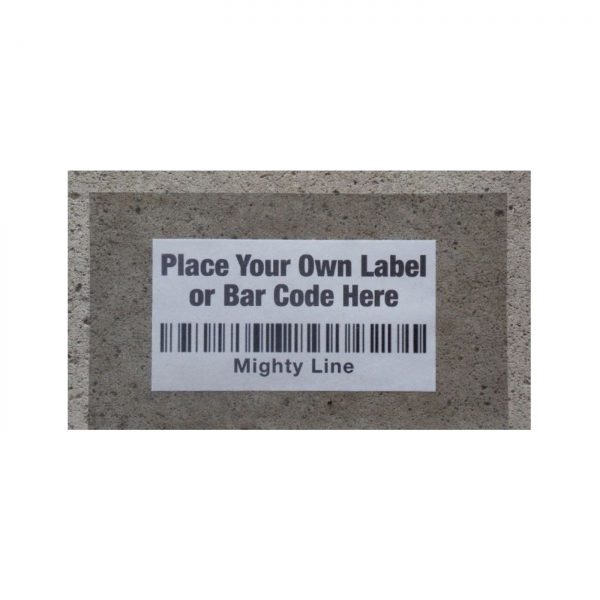 Place Your Own Label
or Bar Code Here
Mighty Line